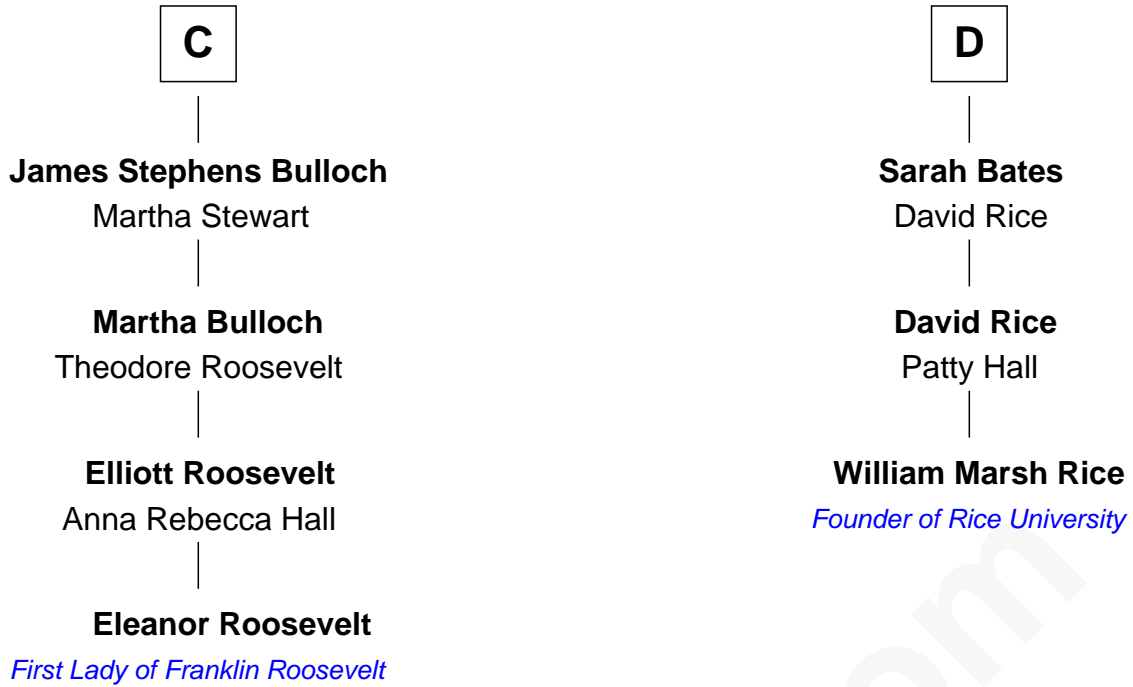 C
James Stephens Bulloch
Martha Stewart
Martha Bulloch
Theodore Roosevelt
Elliott Roosevelt
Anna Rebecca Hall
Eleanor Roosevelt
First Lady of Franklin Roosevelt
D
Sarah Bates
David Rice
David Rice
Patty Hall
William Marsh Rice
Founder of Rice University
om